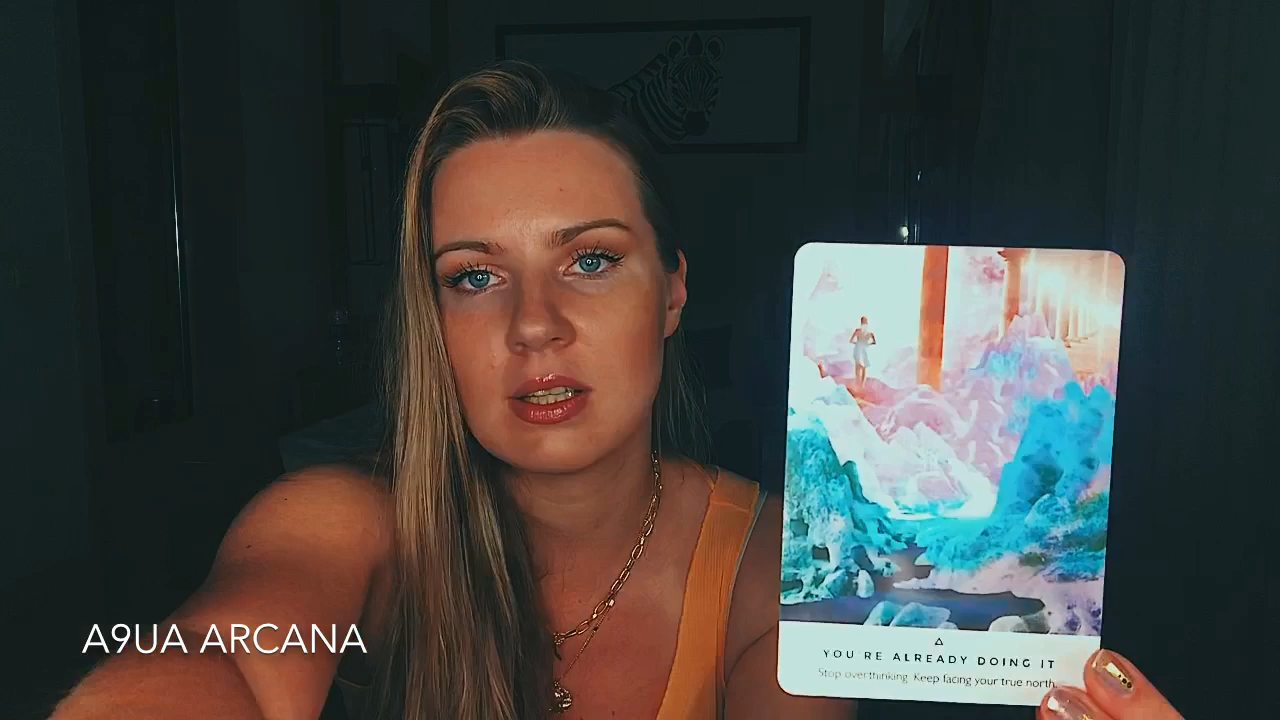 YOU'RE ALREADY DOING IT
Stop overthinking. Keep facing your true north.
A9UA ARCANA